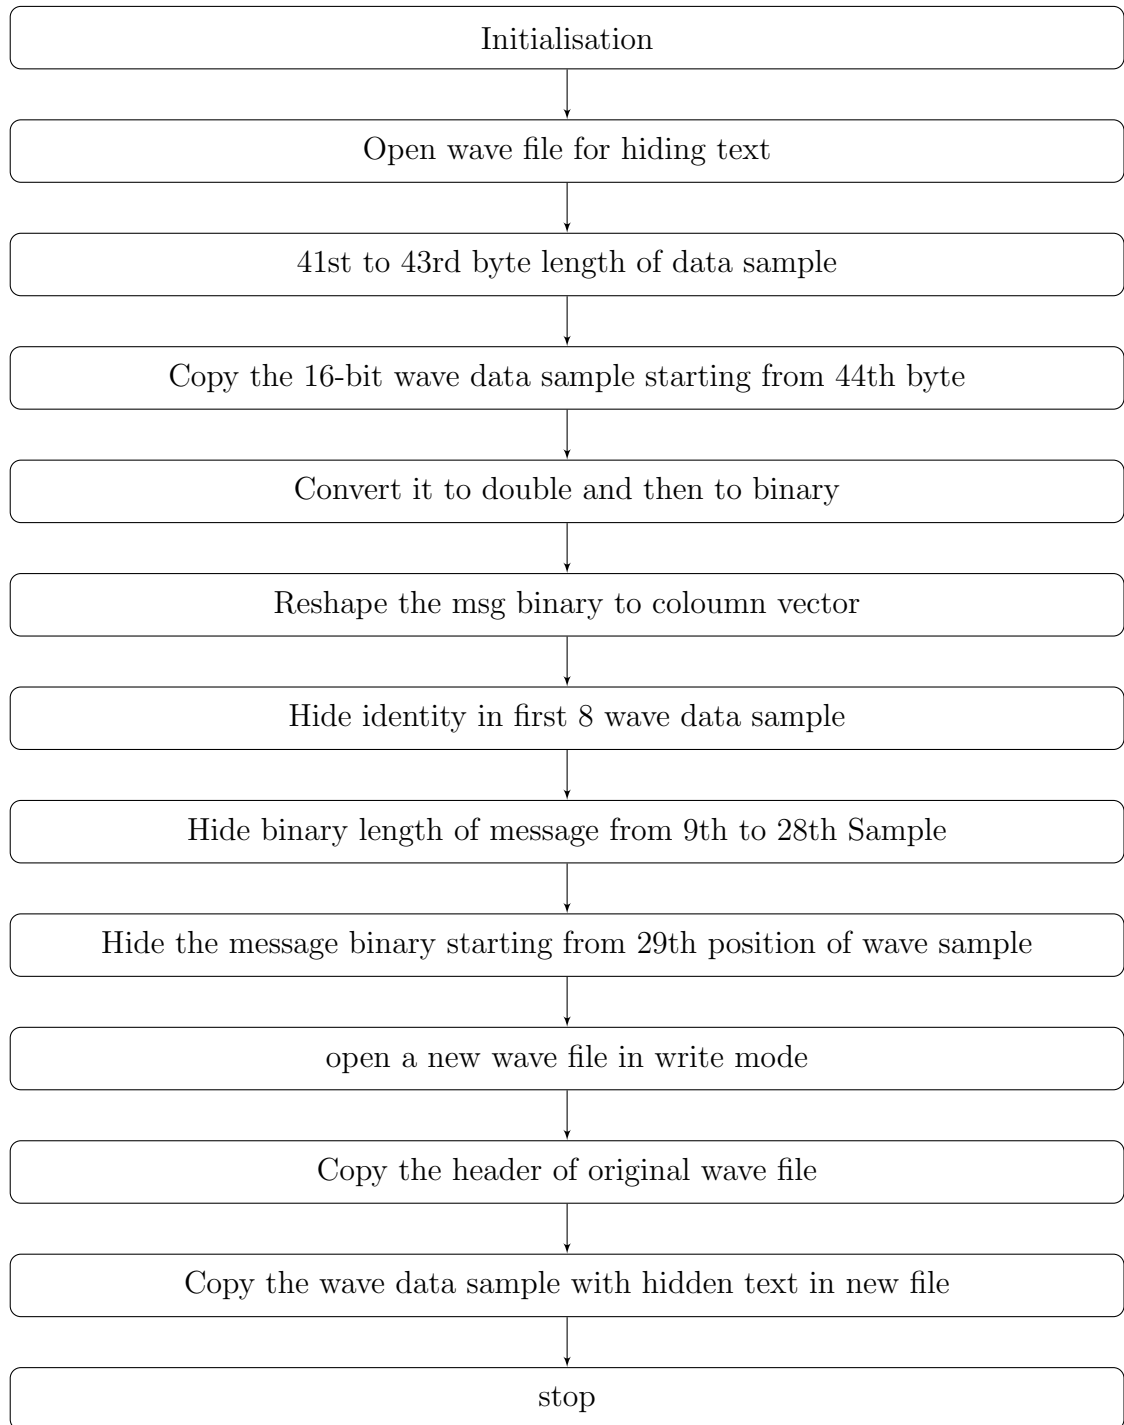 Initialisation
Open wave file for hiding text
41st to 43rd byte length of data sample
Copy the 16-bit wave data sample starting from 44th byte
Convert it to double and then to binary
Reshape the msg binary to coloumn vector
Hide identity in first 8 wave data sample
Hide binary length of message from 9th to 28th Sample
Hide the message binary starting from 29th position of wave sample
open a new wave file in write mode
Copy the header of original wave file
Copy the wave data sample with hidden text in new file
stop